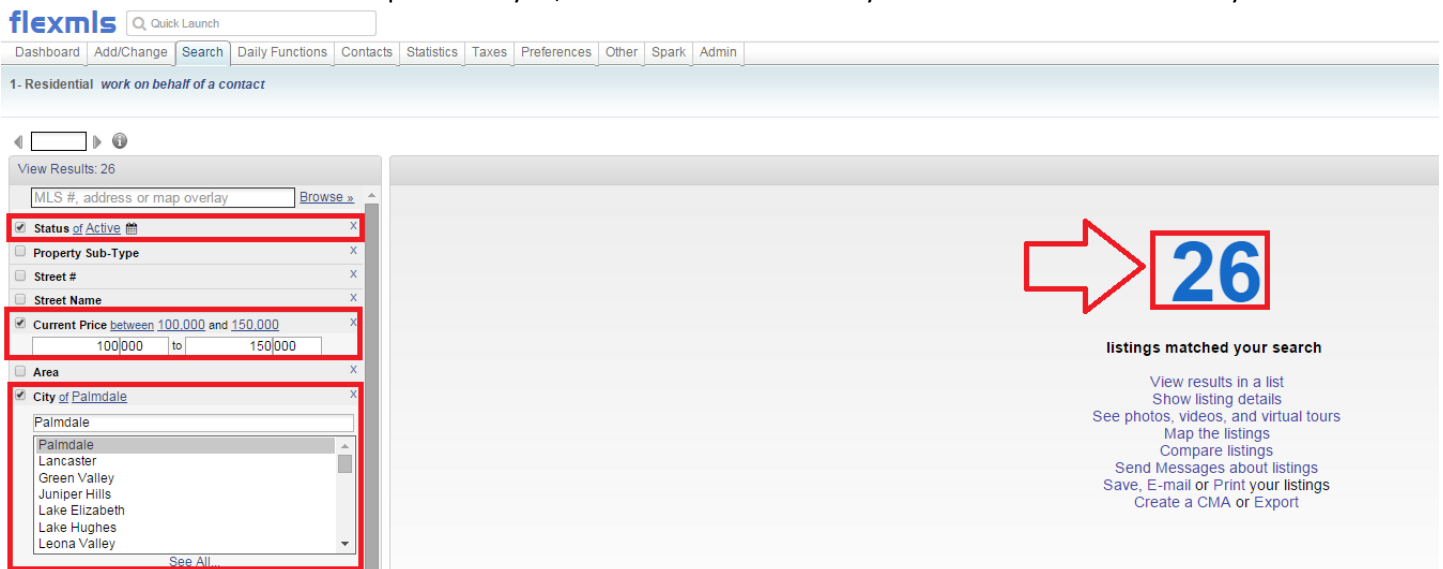 flexmls Quick Launch
Dashboard Add/Change Search Daily Functions Contacts Statistics Taxes Preferences Other Spark Admin
1- Residential work on behalf of a contact
View Results: 26
MLS #, address or map overlay Browse »
Status of Active X
Property Sub-Type X
Street # X
Street Name X
Current Price between 100,000 and 150,000 X
100,000 to 150,000
Area X
City of Palmdale X
Palmdale
Palmdale
Lancaster
Green Valley
Juniper Hills
Lake Elizabeth
Lake Hughes
Leona Valley
See All...
26
listings matched your search
View results in a list
Show listing details
See photos, videos, and virtual tours
Map the listings
Compare listings
Send Messages about listings
Save, E-mail or Print your listings
Create a CMA or Export